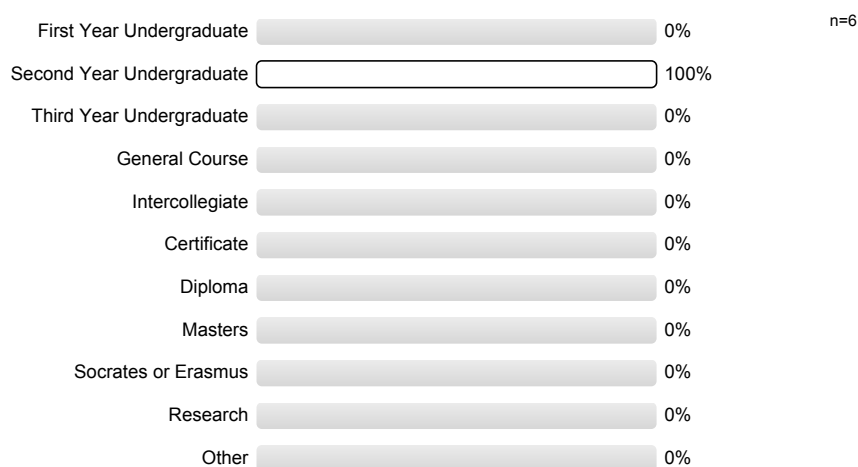 First Year Undergraduate 0% n=6
Second Year Undergraduate 100%
Third Year Undergraduate 0%
General Course 0%
Intercollegiate 0%
Certificate 0%
Diploma 0%
Masters 0%
Socrates or Erasmus 0%
Research 0%
Other 0%